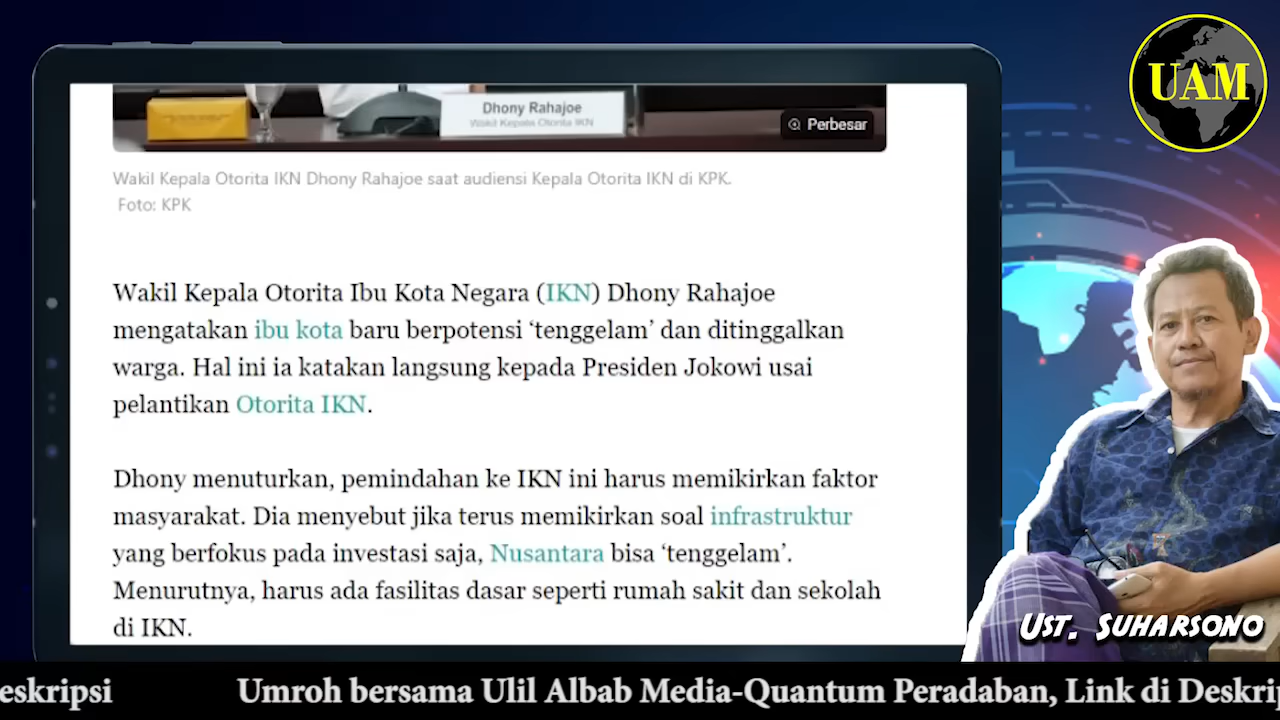 UAM
Dhony Rahajoe
Wakil Kepala Otorita IKN
Perbesar
Wakil Kepala Otorita IKN Dhony Rahajoe saat audiensi Kepala Otorita IKN di KPK.
Foto: KPK
Wakil Kepala Otorita Ibu Kota Negara (IKN) Dhony Rahajoe
mengatakan ibu kota baru berpotensi ‘tenggelam’ dan ditinggalkan
warga. Hal ini ia katakan langsung kepada Presiden Jokowi usai
pelantikan Otorita IKN.
Dhony menuturkan, pemindahan ke IKN ini harus memikirkan faktor
masyarakat. Dia menyebut jika terus memikirkan soal infrastruktur
yang berfokus pada investasi saja, Nusantara bisa ‘tenggelam’.
Menurutnya, harus ada fasilitas dasar seperti rumah sakit dan sekolah
di IKN.
Ust. Suharsono
eskripsi Umroh bersama Ulil Albab Media-Quantum Peradaban, Link di Deskrip